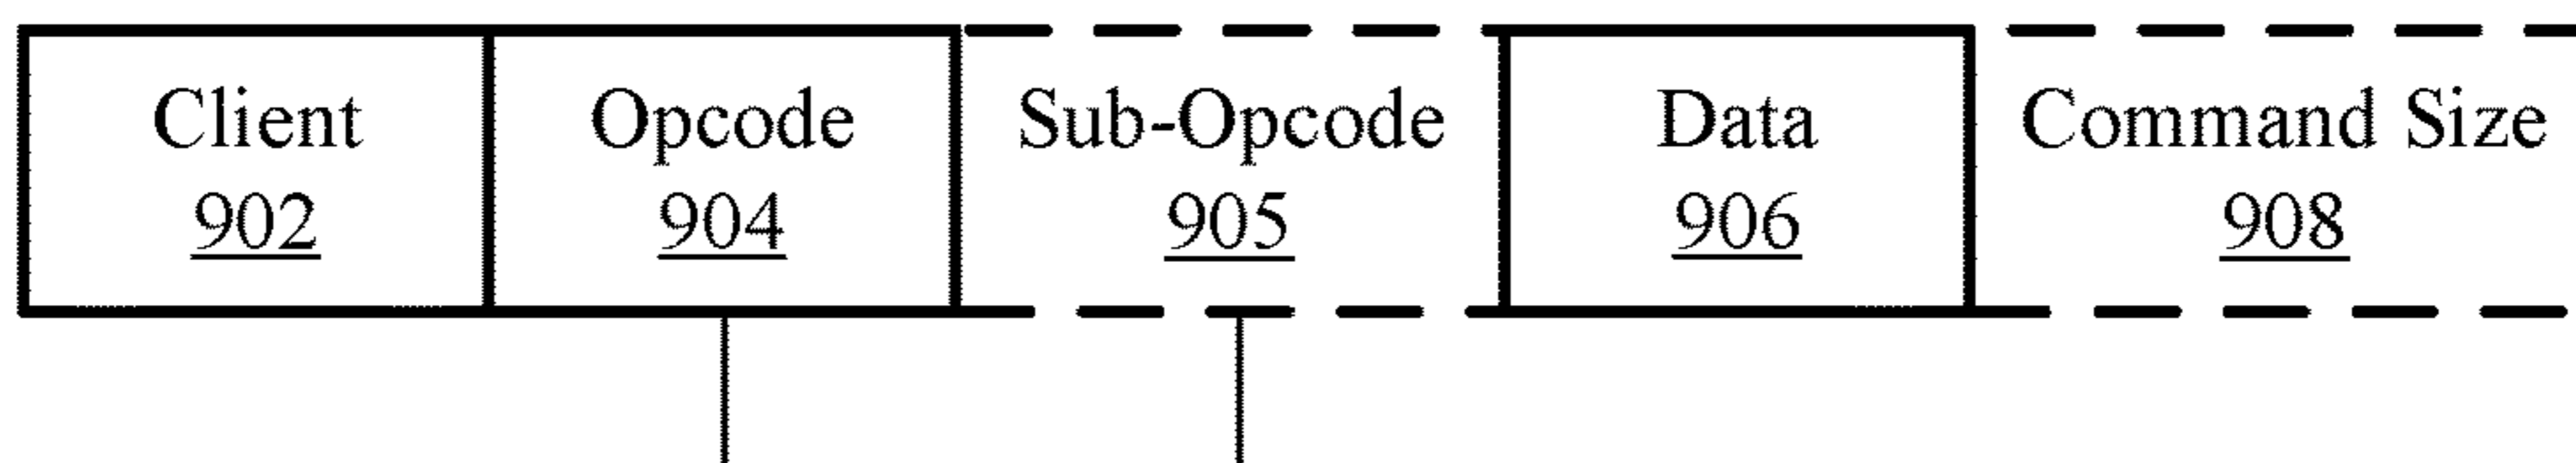 Client Opcode Sub-Opcode Data Command Size
902 904 905 906 908